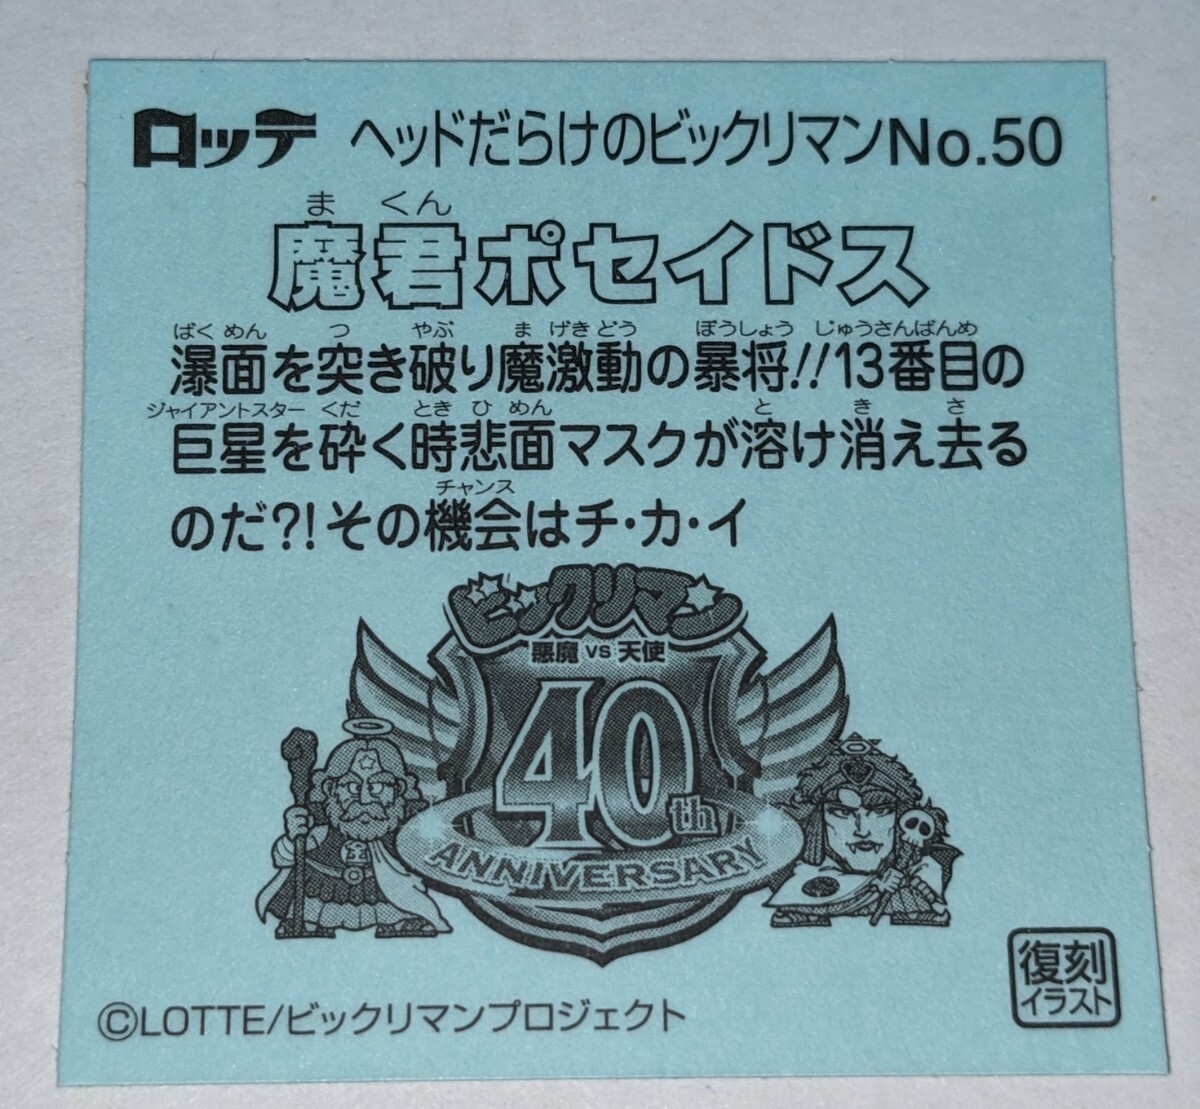 ロッテ ヘッドだらけのビックリマンNo.50
ま くん
魔君ポセイドス
ばく めん つ やぶ ま げき どう ぼうしょう じゅうさんばんめ
瀑面を突き破り魔激動の暴将!!13番目の
ジャイアントスター くだ とき ひ めん と き さ
巨星を砕く時悲面マスクが溶け消え去る
チャンス
のだ?!その機会はチ・カ・イ
ビックリマン
悪魔 VS 天使
40th
ANNIVERSARY
復刻
イラスト
©LOTTE/ビックリマンプロジェクト